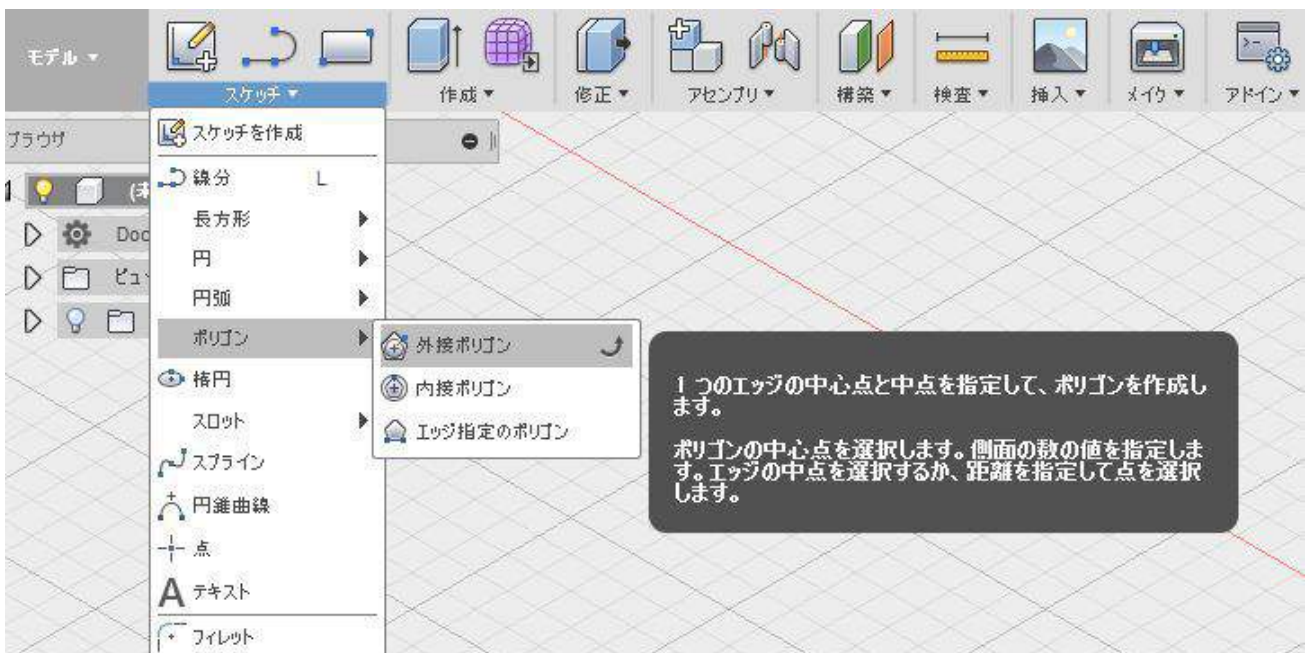 モデル ▾
スケッチ ▾
作成 ▾
修正 ▾
アセンブリ ▾
構築 ▾
検査 ▾
挿入 ▾
メイク ▾
アドイン ▾
ブラウザ
Doc
ビュ
スケッチを作成
線分 L
長方形
円
円弧
ポリゴン
楕円
スロット
スプライン
円錐曲線
点
テキスト
フィレット
外接ポリゴン
内接ポリゴン
エッジ指定のポリゴン
1 つのエッジの中心点と中点を指定して、ポリゴンを作成し
ます。
ポリゴンの中心点を選択します。側面の数の値を指定しま
す。エッジの中点を選択するか、距離を指定して点を選択
します。